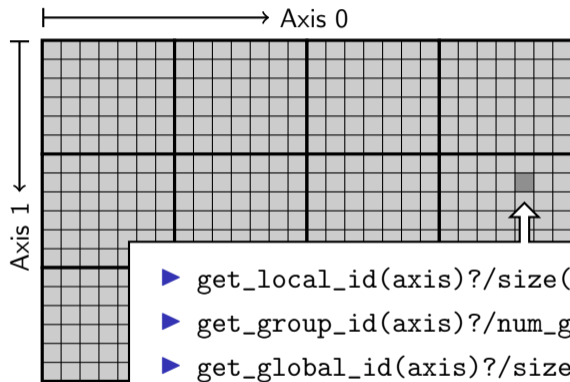 Axis 0
Axis 1
get_local_id(axis)?/size(
get_group_id(axis)?/num_g
get_global_id(axis)?/size